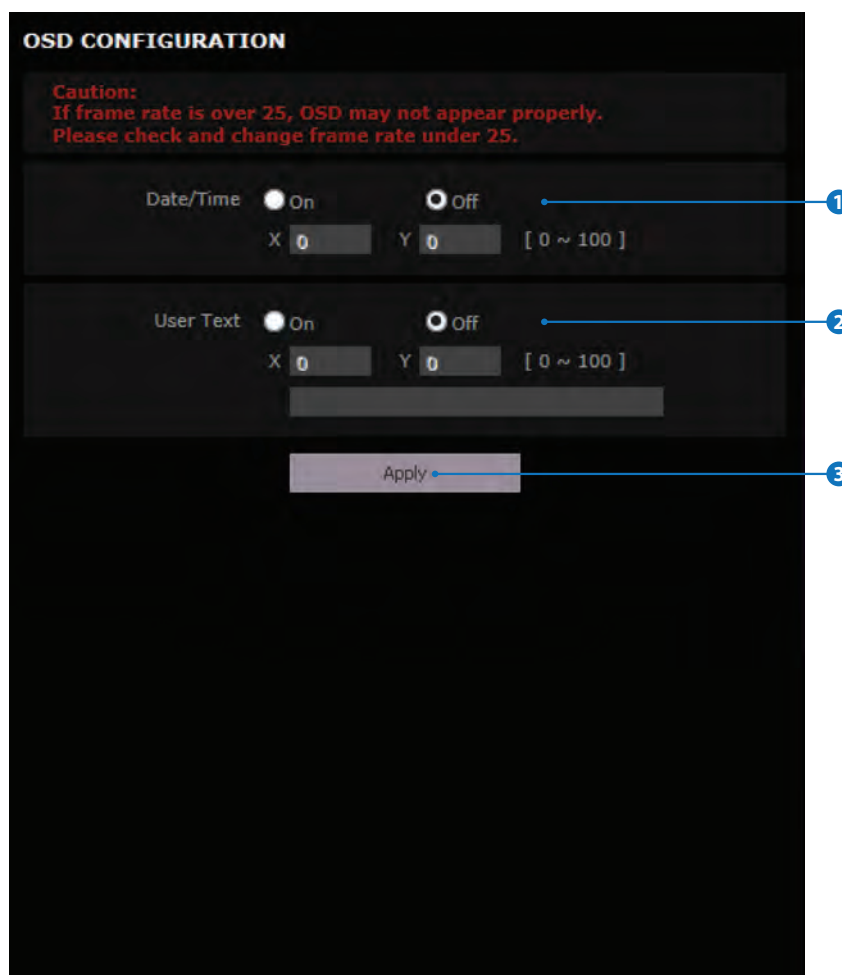 OSD CONFIGURATION
Caution:
If frame rate is over 25, OSD may not appear properly.
Please check and change frame rate under 25.
Date/Time On Off 1
X 0 Y 0 [ 0 ~ 100 ]
User Text On Off 2
X 0 Y 0 [ 0 ~ 100 ]
Apply 3